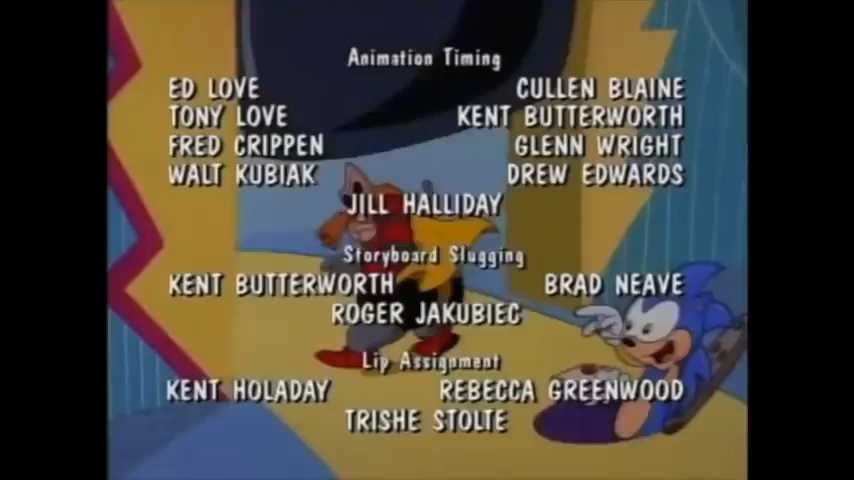 Animation Timing
ED LOVE CULLEN BLAINE
TONY LOVE KENT BUTTERWORTH
FRED CRIPPEN GLENN WRIGHT
WALT KUBIAK DREW EDWARDS
JILL HALLIDAY
Storyboard Slugging
KENT BUTTERWORTH BRAD NEAVE
ROGER JAKUBIEC
Lip Assignment
KENT HOLADAY REBECCA GREENWOOD
TRISHE STOLTE